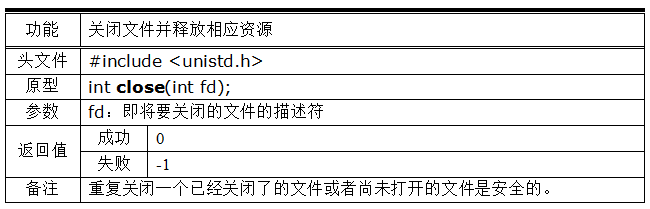 功能 关闭文件并释放相应资源
头文件 #include <unistd.h>
原型 int close(int fd);
参数 fd：即将要关闭的文件的描述符
返回值 成功 0
失败 -1
备注 重复关闭一个已经关闭了的文件或者尚未打开的文件是安全的。